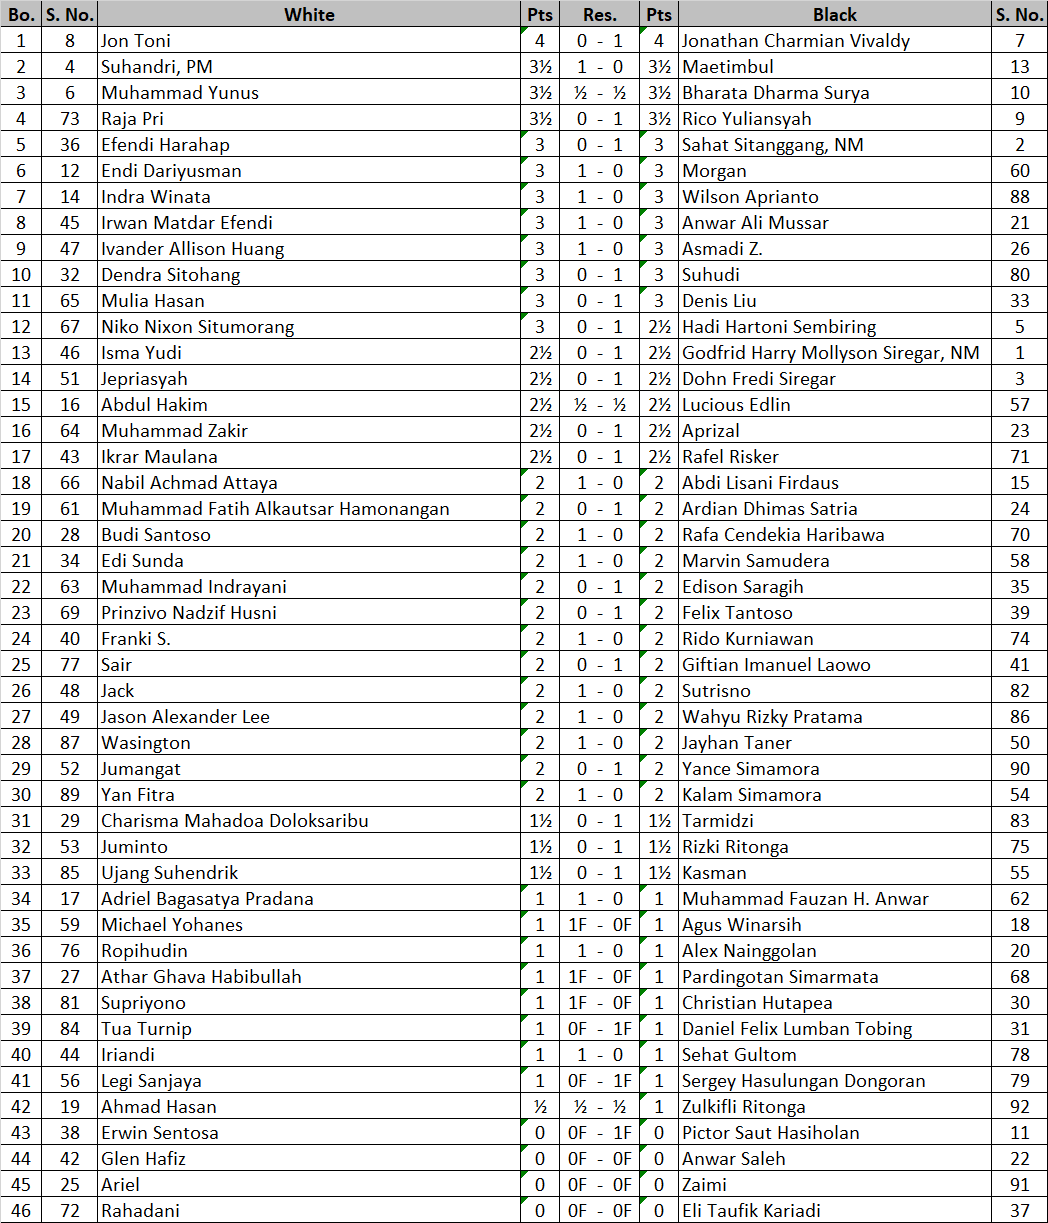 Bo. S. No. White Pts Res. Pts Black S. No.
1 8 Jon Toni 4 0 - 1 4 Jonathan Charmian Vivaldy 7
2 4 Suhandri, PM 3½ 1 - 0 3½ Maetimbul 13
3 6 Muhammad Yunus 3½ ½ - ½ 3½ Bharata Dharma Surya 10
4 73 Raja Pri 3½ 0 - 1 3½ Rico Yuliansyah 9
5 36 Efendi Harahap 3 0 - 1 3 Sahat Sitanggang, NM 2
6 12 Endi Dariyusman 3 1 - 0 3 Morgan 60
7 14 Indra Winata 3 1 - 0 3 Wilson Aprianto 88
8 45 Irwan Matdar Efendi 3 1 - 0 3 Anwar Ali Mussar 21
9 47 Ivander Allison Huang 3 1 - 0 3 Asmadi Z. 26
10 32 Dendra Sitohang 3 0 - 1 3 Suhudi 80
11 65 Mulia Hasan 3 0 - 1 3 Denis Liu 33
12 67 Niko Nixon Situmorang 3 0 - 1 2½ Hadi Hartoni Sembiring 5
13 46 Isma Yudi 2½ 0 - 1 2½ Godfrid Harry Mollyson Siregar, NM 1
14 51 Jepriasyah 2½ 0 - 1 2½ Dohn Fredi Siregar 3
15 16 Abdul Hakim 2½ ½ - ½ 2½ Lucious Edlin 57
16 64 Muhammad Zakir 2½ 0 - 1 2½ Aprizal 23
17 43 Ikrar Maulana 2½ 0 - 1 2½ Rafel Risker 71
18 66 Nabil Achmad Attaya 2 1 - 0 2 Abdi Lisani Firdaus 15
19 61 Muhammad Fatih Alkautsar Hamonangan 2 0 - 1 2 Ardian Dhimas Satria 24
20 28 Budi Santoso 2 1 - 0 2 Rafa Cendekia Haribawa 70
21 34 Edi Sunda 2 1 - 0 2 Marvin Samudera 58
22 63 Muhammad Indrayani 2 0 - 1 2 Edison Saragih 35
23 69 Prinzivo Nadzif Husni 2 0 - 1 2 Felix Tantoso 39
24 40 Franki S. 2 1 - 0 2 Rido Kurniawan 74
25 77 Sair 2 0 - 1 2 Giftian Imanuel Laowo 41
26 48 Jack 2 1 - 0 2 Sutrisno 82
27 49 Jason Alexander Lee 2 1 - 0 2 Wahyu Rizky Pratama 86
28 87 Wasington 2 1 - 0 2 Jayhan Taner 50
29 52 Jumangat 2 0 - 1 2 Yance Simamora 90
30 89 Yan Fitra 2 1 - 0 2 Kalam Simamora 54
31 29 Charisma Mahadoa Doloksaribu 1½ 0 - 1 1½ Tarmidzi 83
32 53 Juminto 1½ 0 - 1 1½ Rizki Ritonga 75
33 85 Ujang Suhendrik 1½ 0 - 1 1½ Kasman 55
34 17 Adriel Bagasatya Pradana 1 1 - 0 1 Muhammad Fauzan H. Anwar 62
35 59 Michael Yohanes 1 1F - 0F 1 Agus Winarsih 18
36 76 Ropihudin 1 1 - 0 1 Alex Nainggolan 20
37 27 Athar Ghava Habibullah 1 1F - 0F 1 Pardingotan Simarmata 68
38 81 Supriyono 1 1F - 0F 1 Christian Hutapea 30
39 84 Tua Turnip 1 0F - 1F 1 Daniel Felix Lumban Tobing 31
40 44 Iriandi 1 1 - 0 1 Sehat Gultom 78
41 56 Legi Sanjaya 1 0F - 1F 1 Sergey Hasulungan Dongoran 79
42 19 Ahmad Hasan ½ ½ - ½ 1 Zulkifli Ritonga 92
43 38 Erwin Sentosa 0 0F - 1F 0 Pictor Saut Hasiholan 11
44 42 Glen Hafiz 0 0F - 0F 0 Anwar Saleh 22
45 25 Ariel 0 0F - 0F 0 Zaimi 91
46 72 Rahadani 0 0F - 0F 0 Eli Taufik Kariadi 37